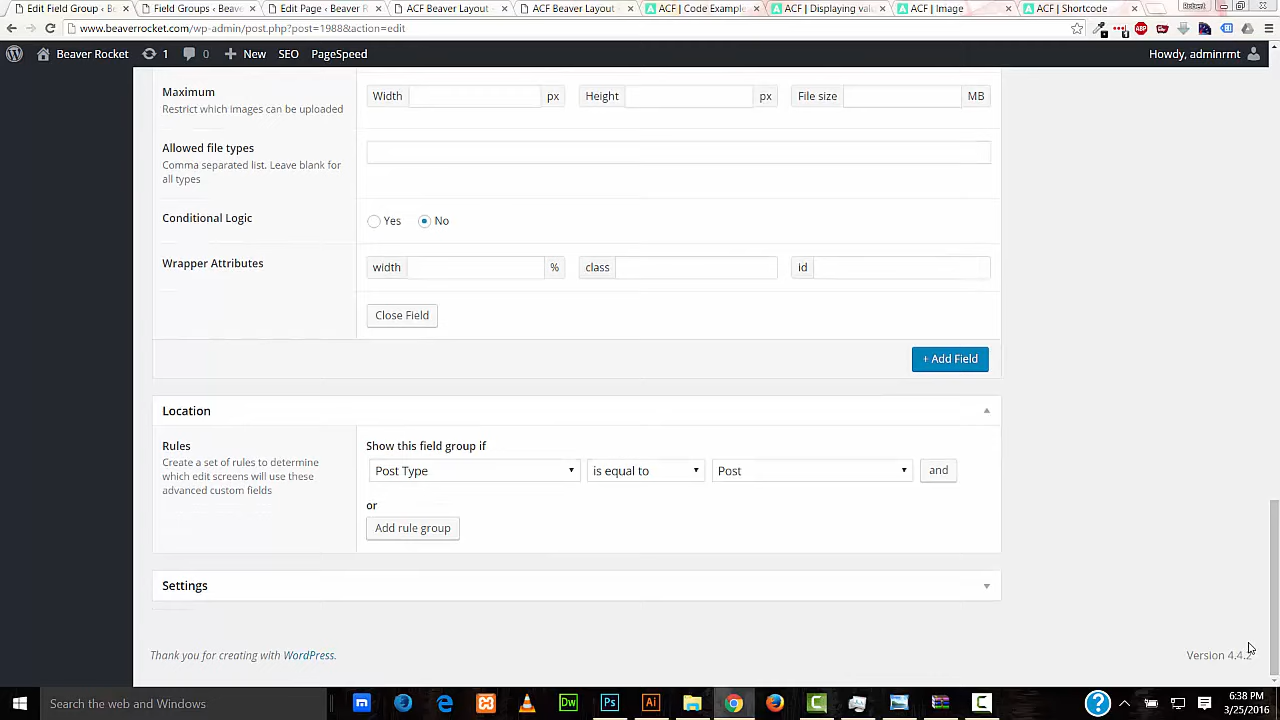 Edit Field Group ‹ Be
Field Groups ‹ Beav
Edit Page ‹ Beaver R
ACF Beaver Layout -
ACF Beaver Layout
ACF | Code Example
ACF | Displaying val
ACF | Image
ACF | Shortcode
www.beaverrocket.com/wp-admin/post.php?post=1988&action=edit
Beaver Rocket
1
0
New
SEO
PageSpeed
Howdy, adminrmt
Maximum
Restrict which images can be uploaded
Width
px
Height
px
File size
MB
Allowed file types
Comma separated list. Leave blank for
all types
Conditional Logic
Yes
No
Wrapper Attributes
width
%
class
id
Close Field
+ Add Field
Location
Rules
Create a set of rules to determine
which edit screens will use these
advanced custom fields
Show this field group if
Post Type
is equal to
Post
and
or
Add rule group
Settings
Thank you for creating with WordPress.
Version 4.4.2
Search the web and Windows
6:38 PM
3/25/2016